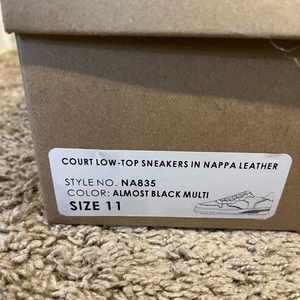 COURT LOW-TOP SNEAKERS IN NAPPA LEATHER
STYLE NO. NA835
COLOR: ALMOST BLACK MULTI
SIZE 11